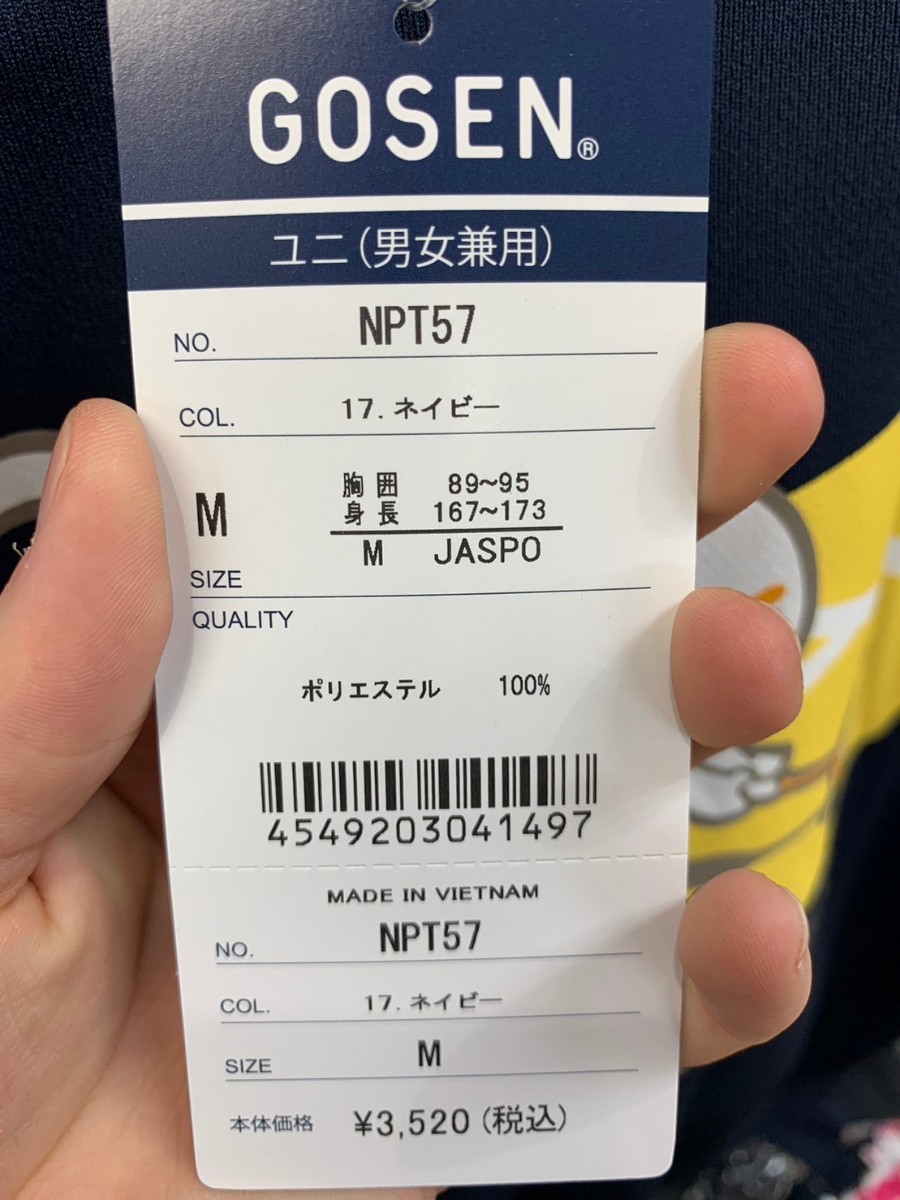 GOSEN®
ユニ(男女兼用)
NO. NPT57
COL. 17. ネイビー
胸囲 89~95
M 身長 167~173
M JASPO
SIZE
QUALITY
ポリエステル 100%
4549203041497
MADE IN VIETNAM
NO. NPT57
COL. 17. ネイビー
SIZE M
本体価格 ¥3,520(税込)